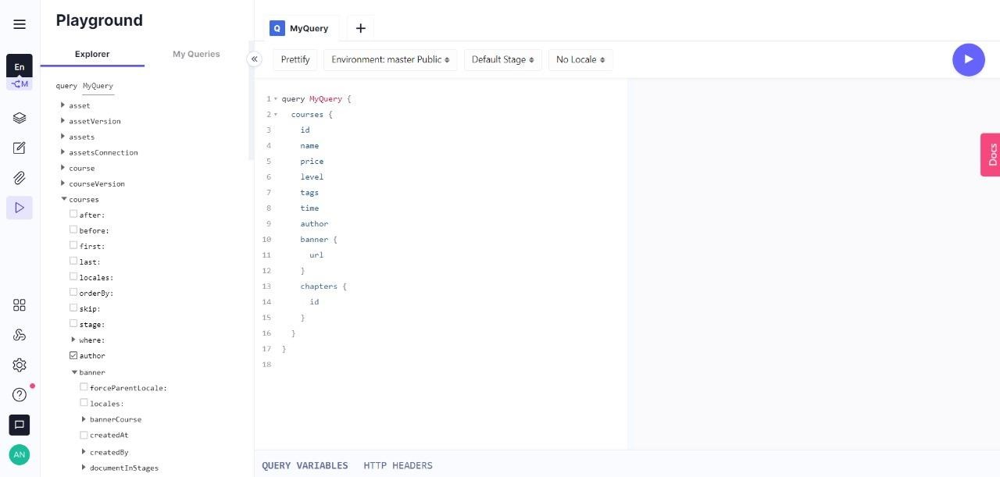 Playground
Explorer
My Queries
En
M
query MyQuery
asset
assetVersion
assets
assetsConnection
course
courseVersion
courses
after:
before:
first:
last:
locales:
orderBy:
skip:
stage:
where:
author
banner
forceParentLocale:
locales:
bannerCourse
createdAt
createdBy
documentInStages
AN
Q MyQuery
+
Prettify
Environment: master Public
Default Stage
No Locale
1 query MyQuery {
2 courses {
3 id
4 name
5 price
6 level
7 tags
8 time
9 author
10 banner {
11 url
12 }
13 chapters {
14 id
15 }
16 }
17 }
18
Docs
QUERY VARIABLES
HTTP HEADERS